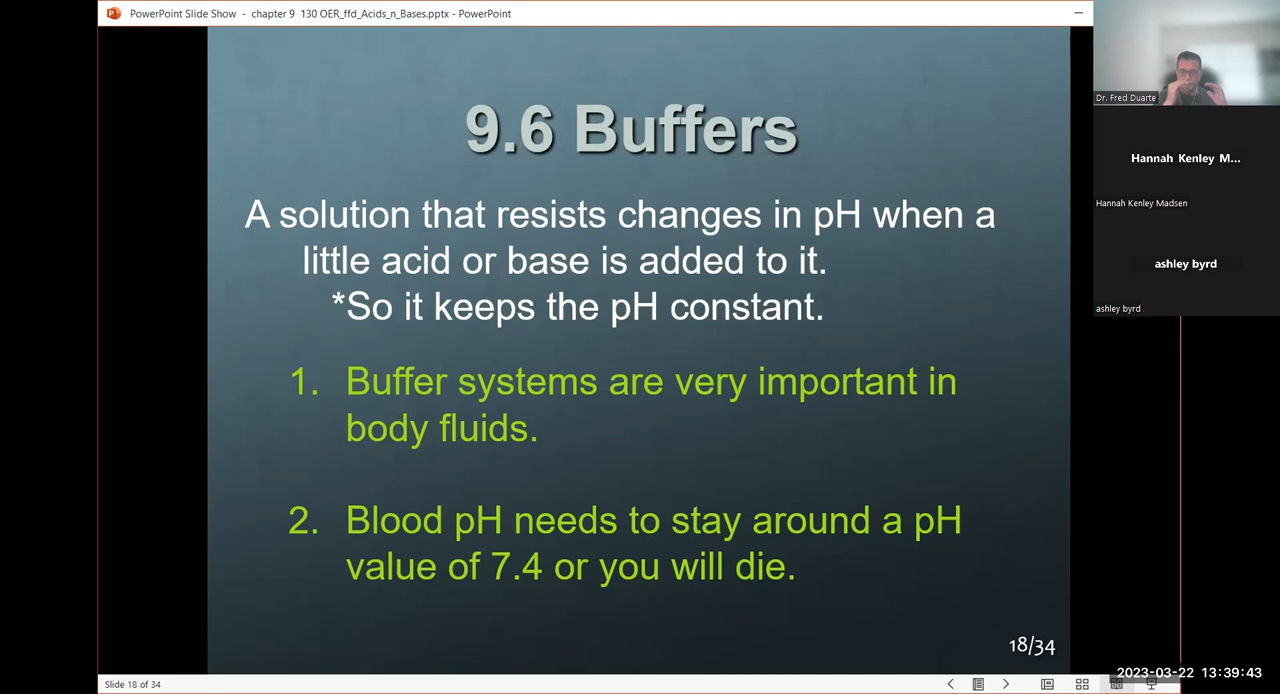 PowerPoint Slide Show - chapter 9 130 OER_ffd_Acids_n_Bases.pptx - PowerPoint
9.6 Buffers
A solution that resists changes in pH when a
little acid or base is added to it.
*So it keeps the pH constant.
1. Buffer systems are very important in
body fluids.
2. Blood pH needs to stay around a pH
value of 7.4 or you will die.
18/34
Slide 18 of 34
Dr. Fred Duarte
Hannah Kenley M...
Hannah Kenley Madsen
ashley byrd
ashley byrd
2023-03-22 13:39:43